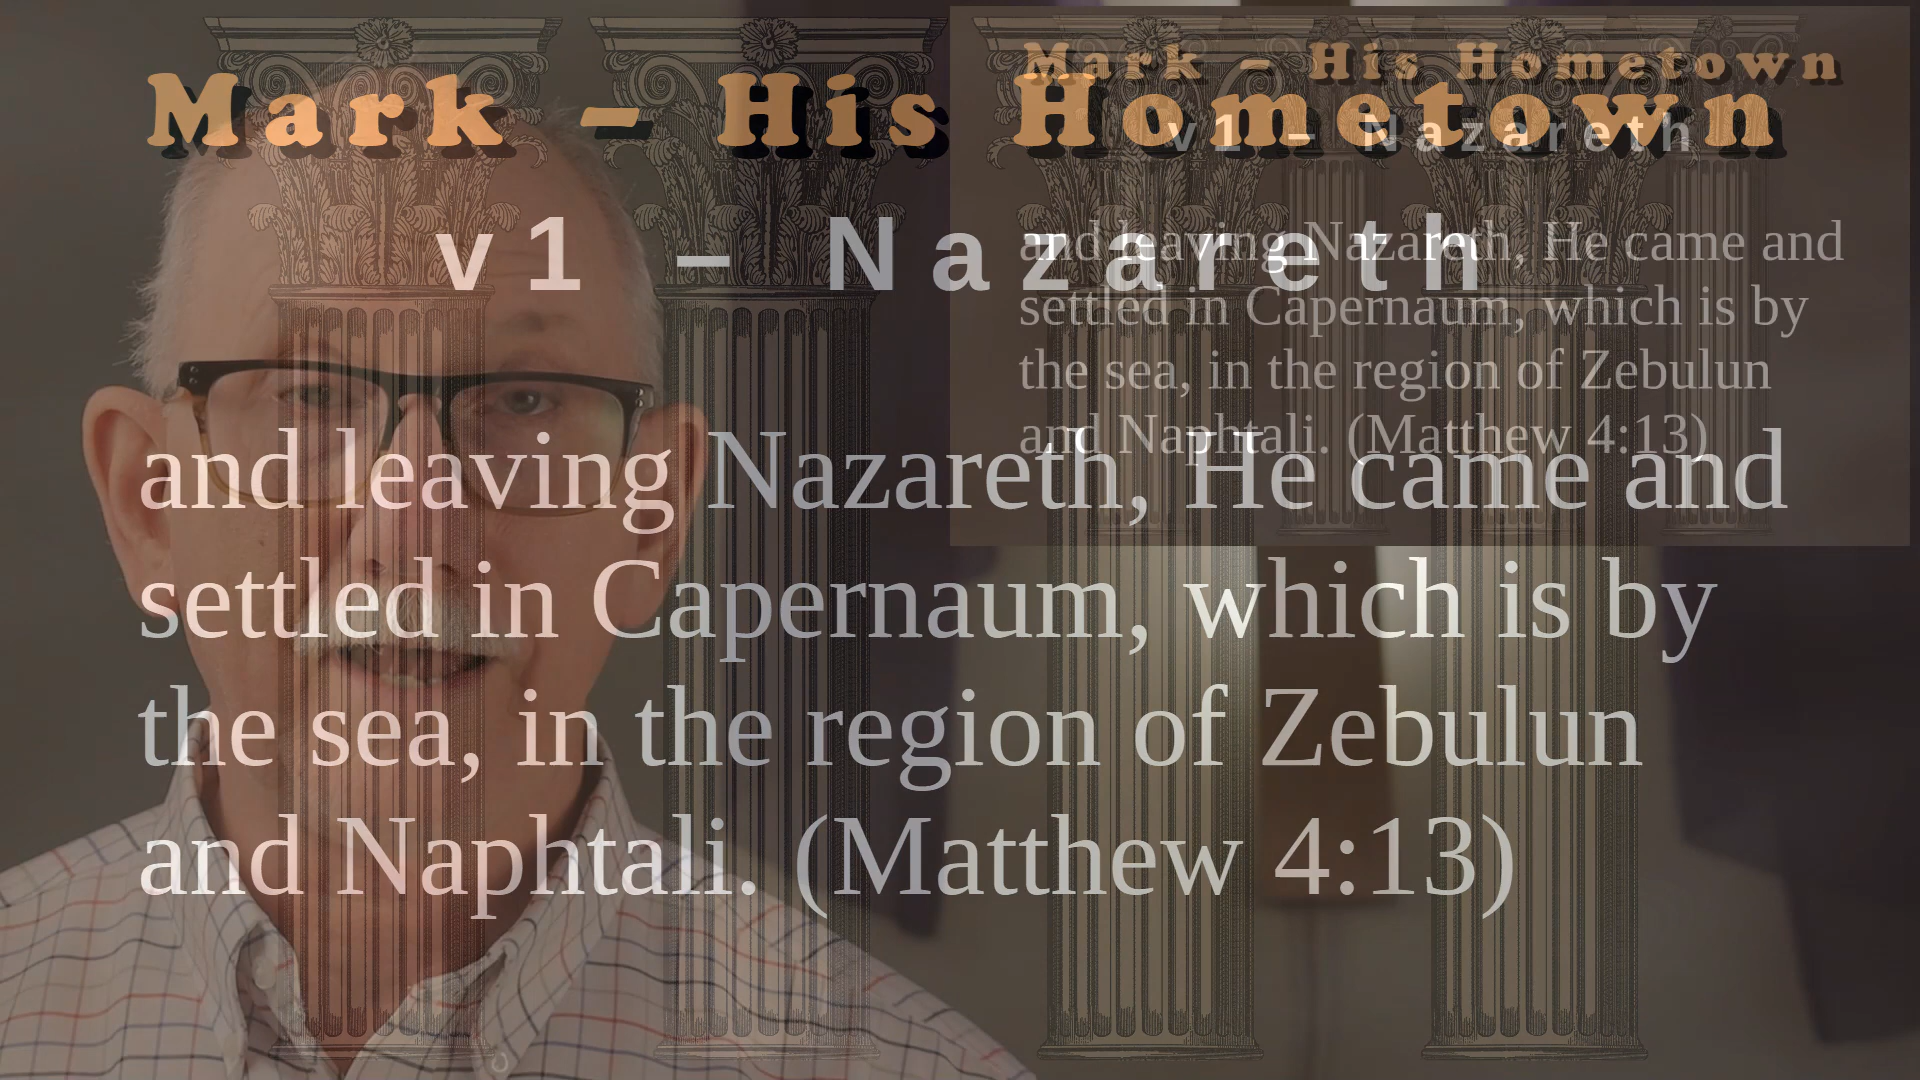 Mark – His Hometown
v1 – Nazareth
and leaving Nazareth, He came and
settled in Capernaum, which is by
the sea, in the region of Zebulun
and Naphtali. (Matthew 4:13)
Mark – His Hometown
v1 – Nazareth
and leaving Nazareth, He came and
settled in Capernaum, which is by
the sea, in the region of Zebulun
and Naphtali. (Matthew 4:13)